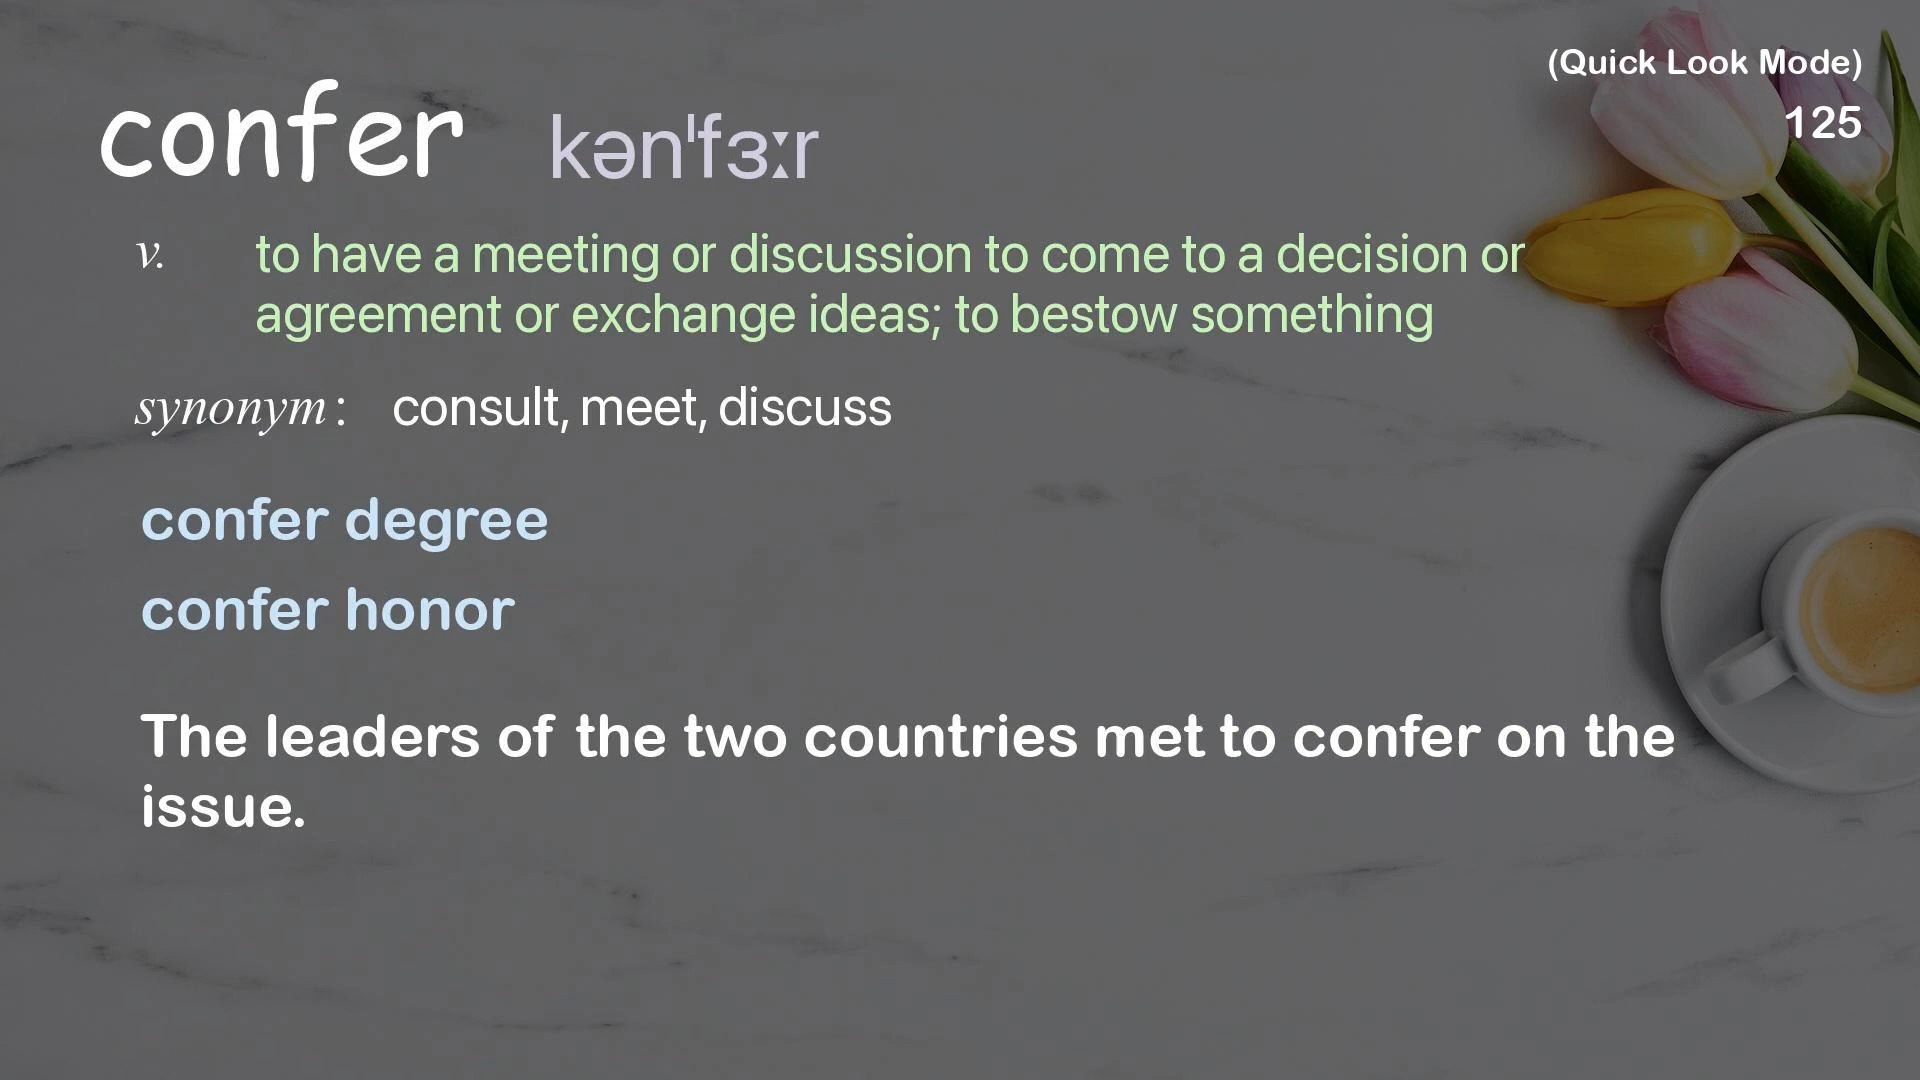 (Quick Look Mode)
125
confer kən'fɜːr
v. to have a meeting or discussion to come to a decision or
agreement or exchange ideas; to bestow something
synonym : consult, meet, discuss
confer degree
confer honor
The leaders of the two countries met to confer on the
issue.